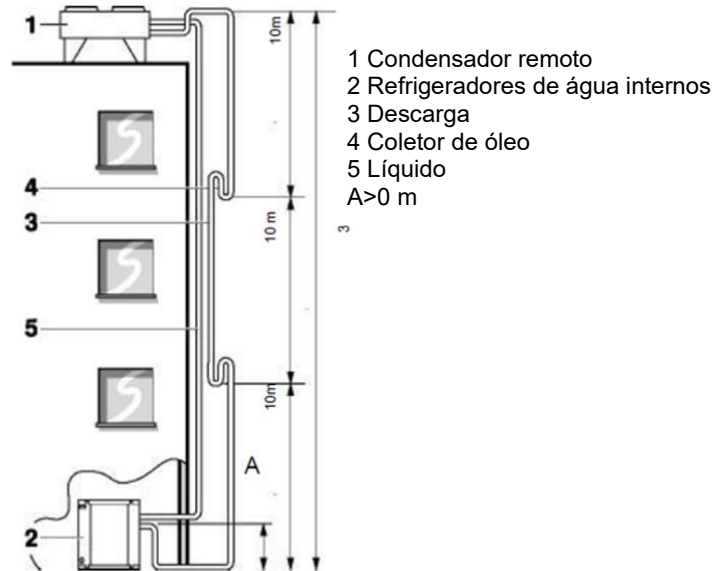 1
10m
1 Condensador remoto
2 Refrigeradores de água internos
3 Descarga
4 Coletor de óleo
5 Líquido
A>0 m
4
3
10 m
3
5
10m
A
2